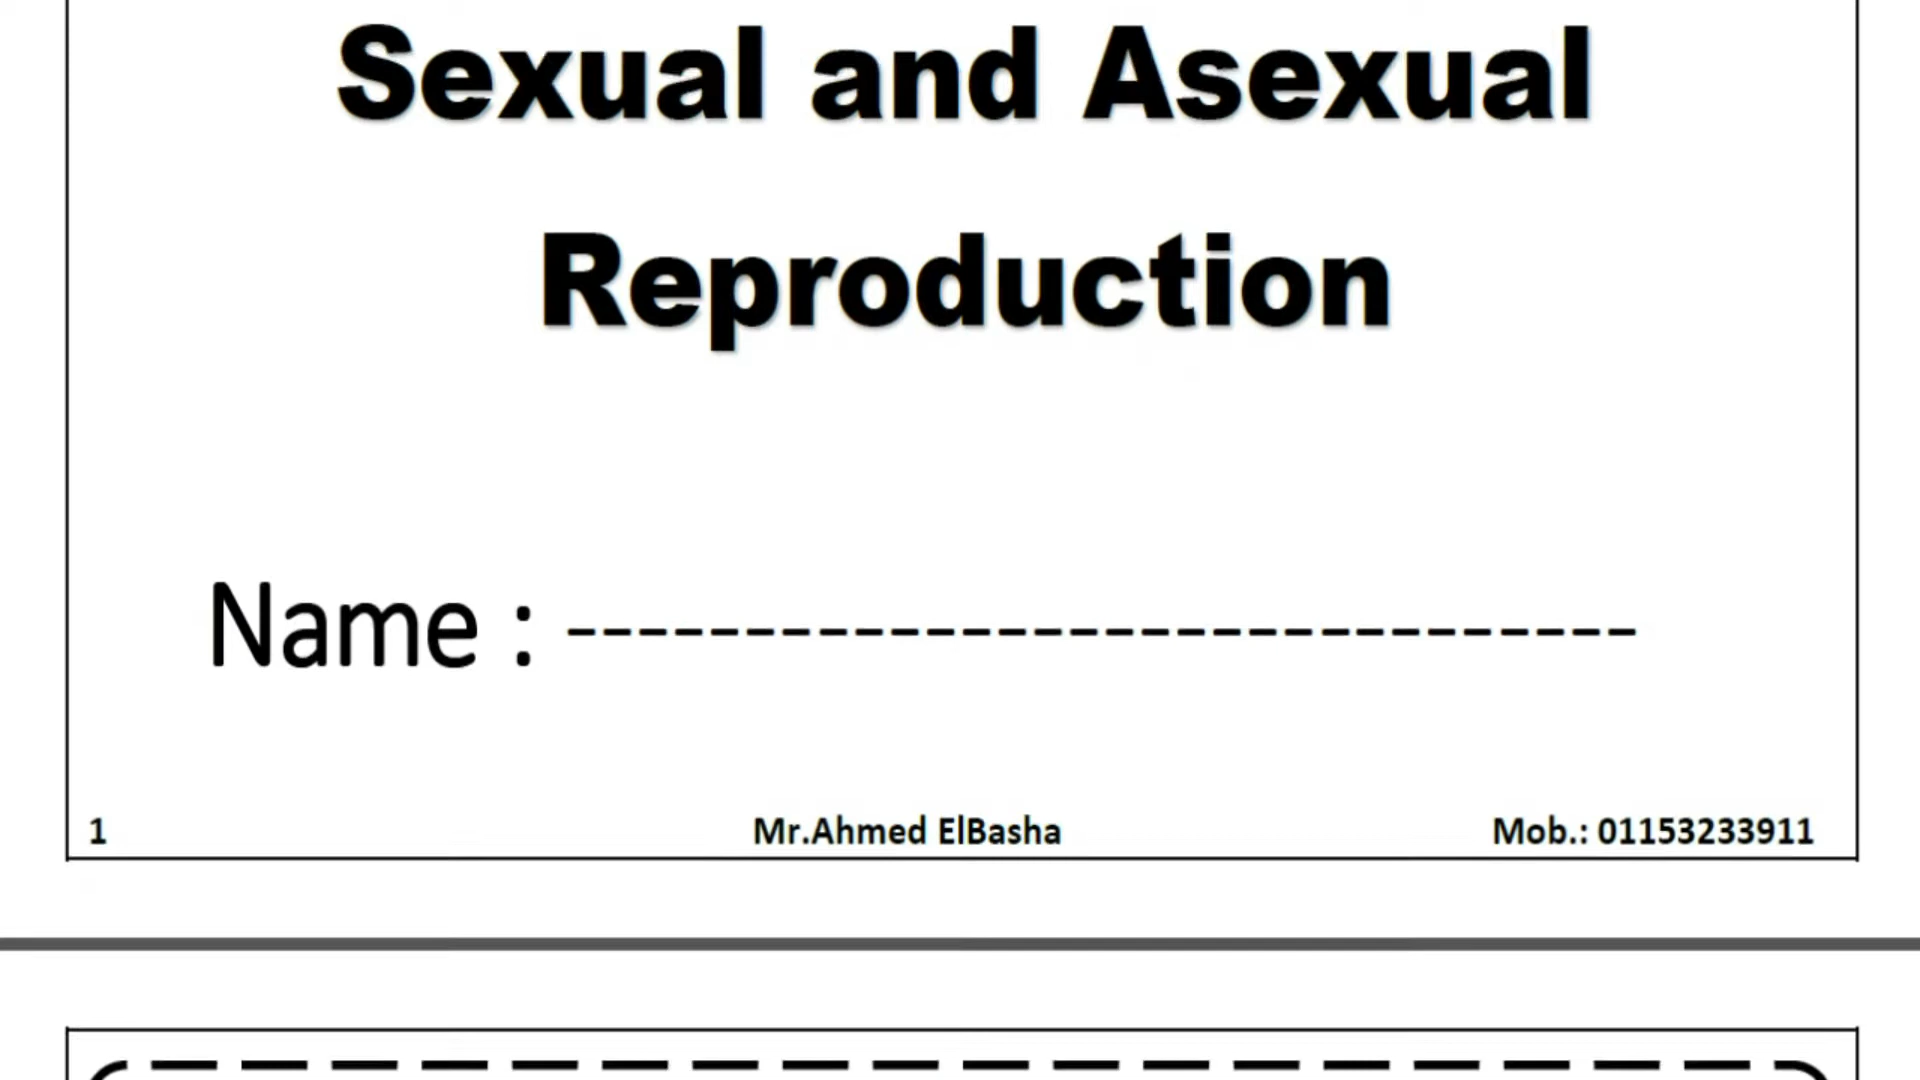 Sexual and Asexual
Reproduction
Name : ------------------------------
1 Mr.Ahmed ElBasha Mob.: 01153233911